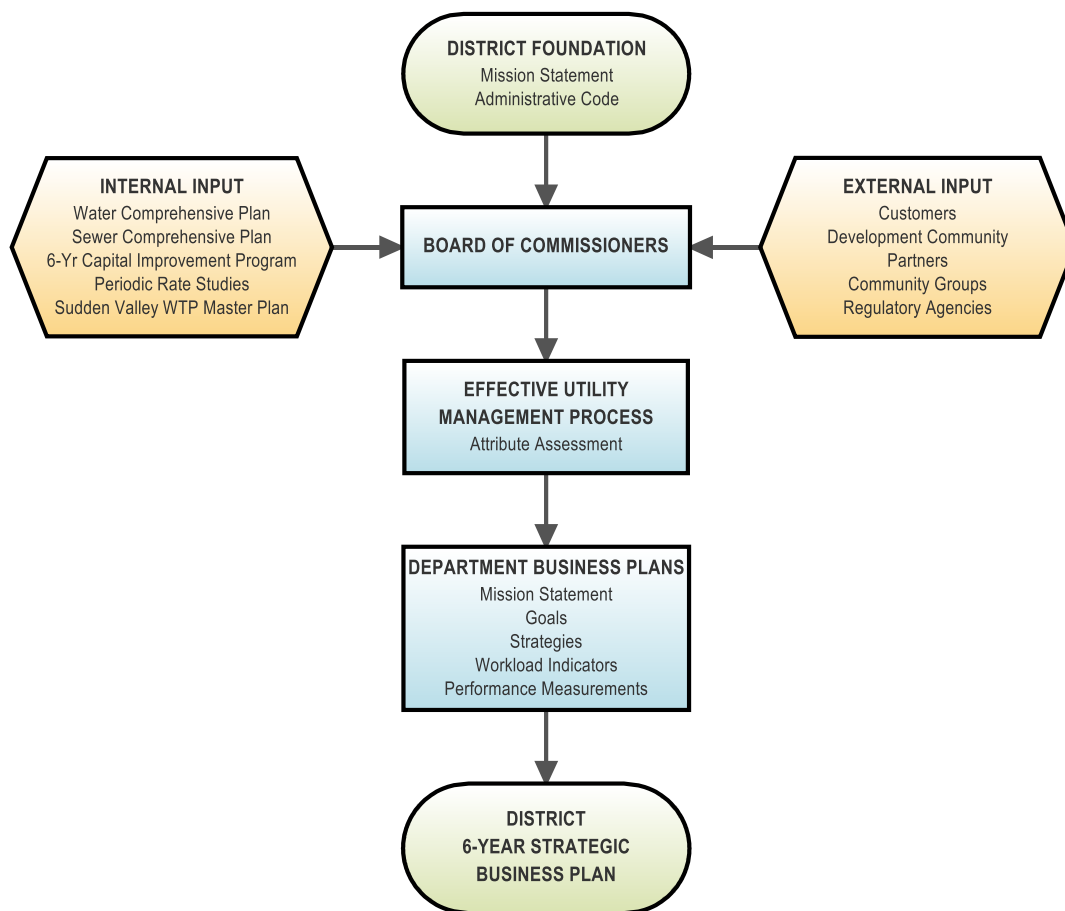 DISTRICT FOUNDATION
Mission Statement
Administrative Code
INTERNAL INPUT
Water Comprehensive Plan
Sewer Comprehensive Plan
6-Yr Capital Improvement Program
Periodic Rate Studies
Sudden Valley WTP Master Plan
BOARD OF COMMISSIONERS
EXTERNAL INPUT
Customers
Development Community
Partners
Community Groups
Regulatory Agencies
EFFECTIVE UTILITY
MANAGEMENT PROCESS
Attribute Assessment
DEPARTMENT BUSINESS PLANS
Mission Statement
Goals
Strategies
Workload Indicators
Performance Measurements
DISTRICT
6-YEAR STRATEGIC
BUSINESS PLAN